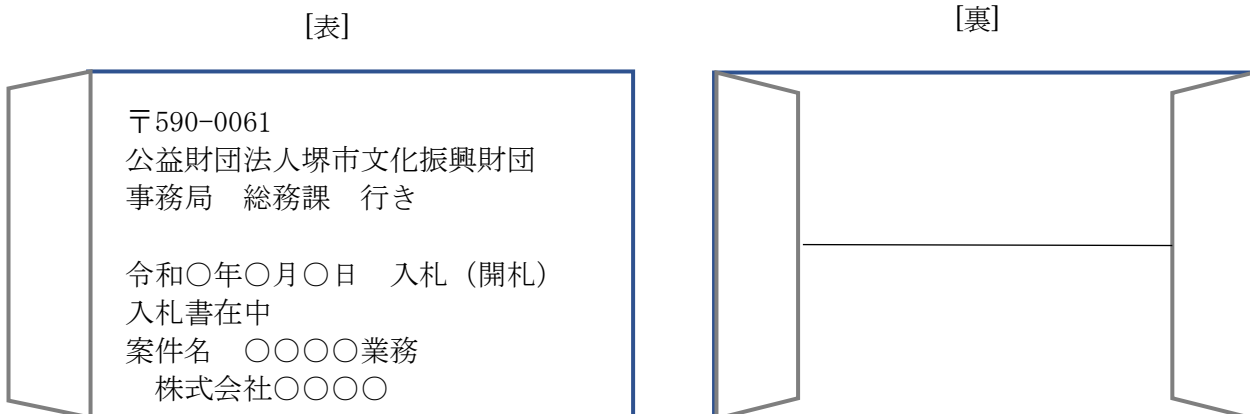 [表]
[裏]
〒590-0061
公益財団法人堺市文化振興財団
事務局　総務課　行き
令和○年○月○日　入札（開札）
入札書在中
案件名　○○○○業務
株式会社○○○○